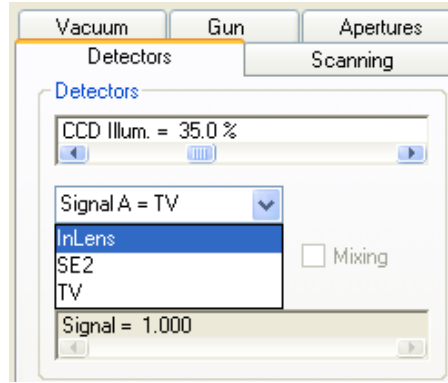 Vacuum Gun Apertures
Detectors Scanning
Detectors
CCD Illum. = 35.0 %
Signal A = TV
InLens
SE2 Mixing
TV
Signal = 1.000